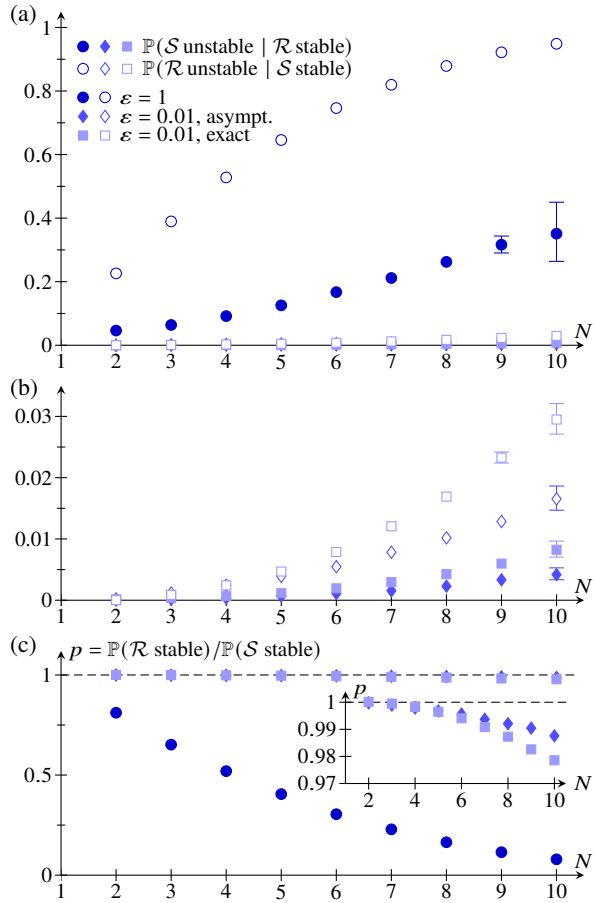 (a)
1
ℙ(𝒮 unstable | ℛ stable)
ℙ(ℛ unstable | 𝒮 stable)
0.8
ε = 1
ε = 0.01, asympt.
ε = 0.01, exact
0.6
0.4
0.2
0
N
1 2 3 4 5 6 7 8 9 10
(b)
0.03
0.02
0.01
0
N
1 2 3 4 5 6 7 8 9 10
(c)
p = ℙ(ℛ stable)/ℙ(𝒮 stable)
1
p
1
0.99
0.98
0.97
N
2 4 6 8 10
0.5
0
N
1 2 3 4 5 6 7 8 9 10